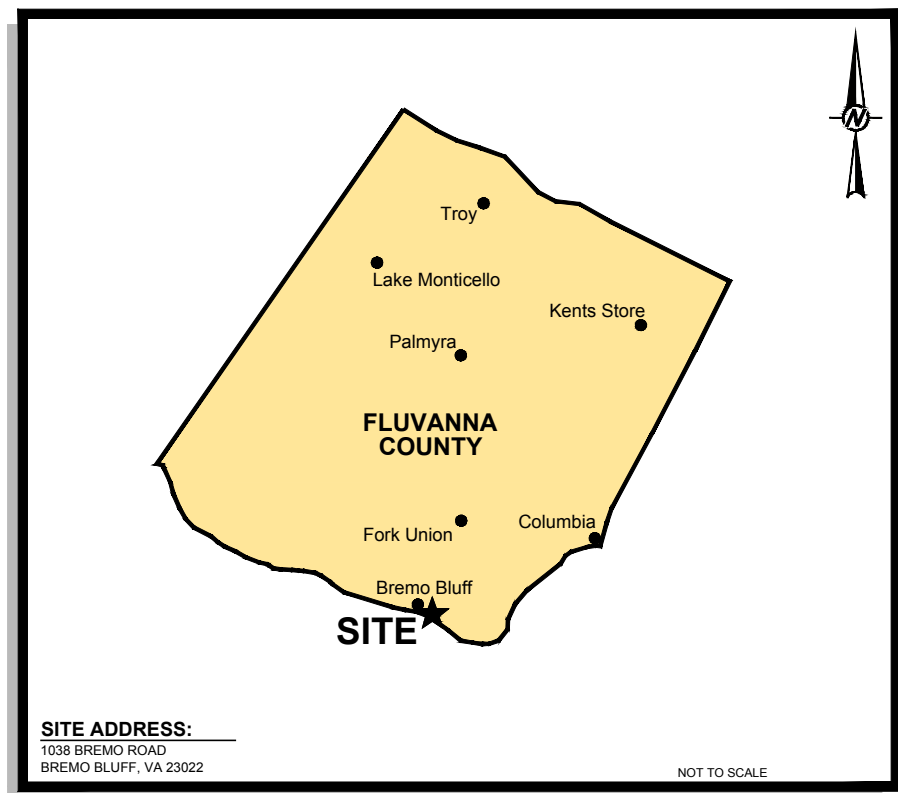 N
Troy
Lake Monticello
Kents Store
Palmyra
FLUVANNA
COUNTY
Columbia
Fork Union
Bremo Bluff
SITE
SITE ADDRESS:
1038 BREMO ROAD
BREMO BLUFF, VA 23022
NOT TO SCALE